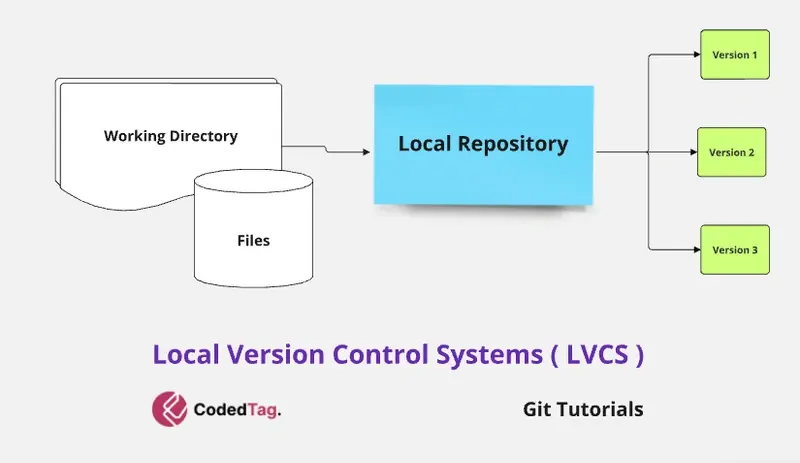 Version 1
Working Directory
Local Repository
Version 2
Files
Version 3
Local Version Control Systems ( LVCS )
CodedTag.
Git Tutorials